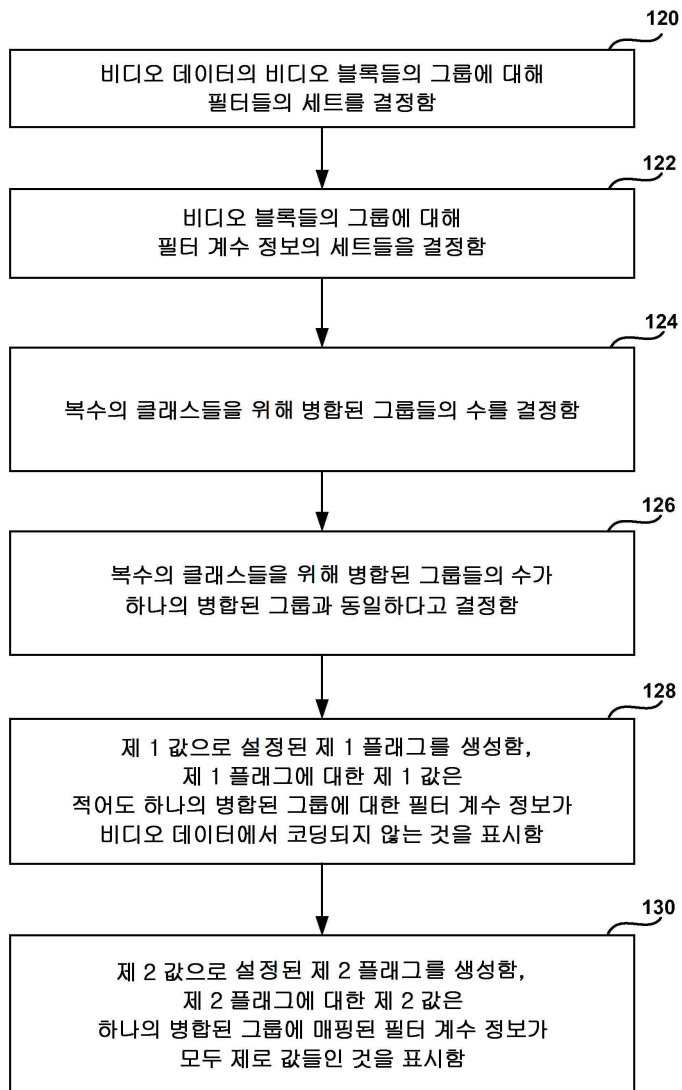 120
비디오 데이터의 비디오 블록들의 그룹에 대해
필터들의 세트를 결정함
122
비디오 블록들의 그룹에 대해
필터 계수 정보의 세트들을 결정함
124
복수의 클래스들을 위해 병합된 그룹들의 수를 결정함
126
복수의 클래스들을 위해 병합된 그룹들의 수가
하나의 병합된 그룹과 동일하다고 결정함
128
제 1 값으로 설정된 제 1 플래그를 생성함,
제 1 플래그에 대한 제 1 값은
적어도 하나의 병합된 그룹에 대한 필터 계수 정보가
비디오 데이터에서 코딩되지 않는 것을 표시함
130
제 2 값으로 설정된 제 2 플래그를 생성함,
제 2 플래그에 대한 제 2 값은
하나의 병합된 그룹에 매핑된 필터 계수 정보가
모두 제로 값들인 것을 표시함